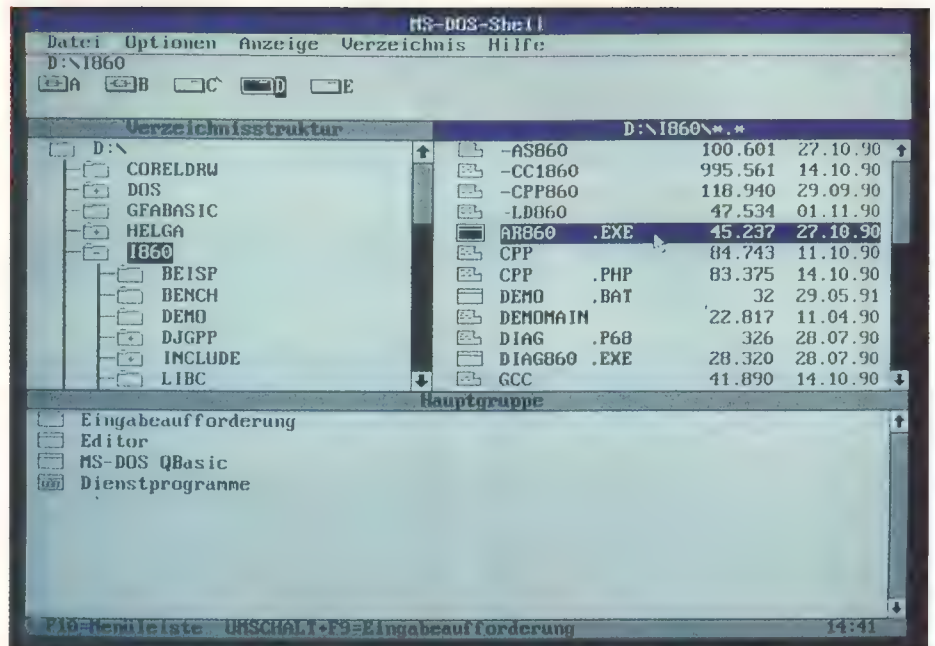 MS-DOS-Shell
Datei Optionen Anzeige Verzeichnis Hilfe
D:\I860
A B C D E
Verzeichnisstruktur
D:\
CORELDRW
DOS
GFABASIC
HELGA
I860
BEISP
BENCH
DEMO
DJGPP
INCLUDE
LIBC
D:\I860\*.*
-AS860 100.601 27.10.90
-CC1860 995.561 14.10.90
-CPP860 118.940 29.09.90
-LD860 47.534 01.11.90
AR860 .EXE 45.237 27.10.90
CPP 84.743 11.10.90
CPP .PHP 83.375 14.10.90
DEMO .BAT 32 29.05.91
DEMOMAIN 22.817 11.04.90
DIAG .P68 326 28.07.90
DIAG860 .EXE 28.320 28.07.90
GCC 41.890 14.10.90
Hauptgruppe
Eingabeaufforderung
Editor
MS-DOS QBasic
Dienstprogramme
F10=Menüleiste UMSCHALT+F9=Eingabeaufforderung 14:41